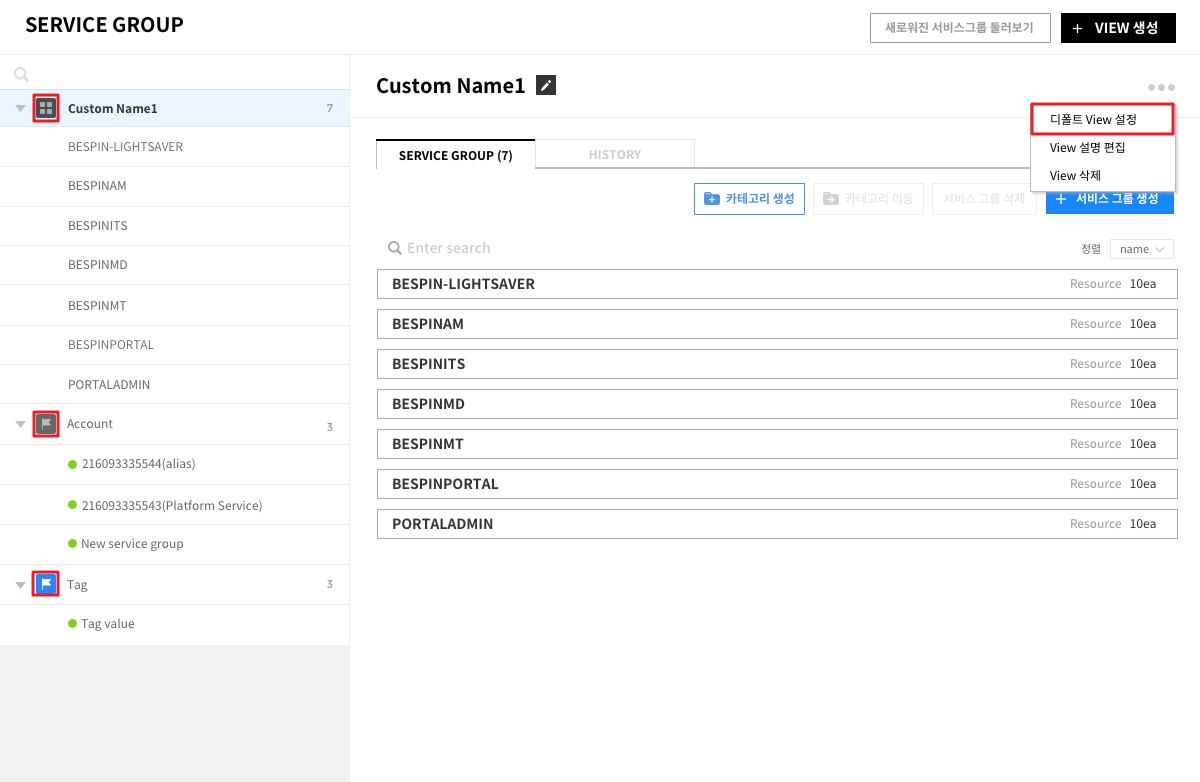 SERVICE GROUP
새로워진 서비스그룹 둘러보기
+ VIEW 생성
Custom Name1 7
BESPIN-LIGHTSAVER
BESPINAM
BESPINITS
BESPINMD
BESPINMT
BESPINPORTAL
PORTALADMIN
Account 3
216093335544(alias)
216093335543(Platform Service)
New service group
Tag 3
Tag value
Custom Name1
디폴트 View 설정
View 설명 편집
View 삭제
SERVICE GROUP (7)
HISTORY
카테고리 생성
카테고리 이동
서비스 그룹 삭제
+ 서비스 그룹 생성
Enter search
정렬 name
BESPIN-LIGHTSAVER Resource 10ea
BESPINAM Resource 10ea
BESPINITS Resource 10ea
BESPINMD Resource 10ea
BESPINMT Resource 10ea
BESPINPORTAL Resource 10ea
PORTALADMIN Resource 10ea